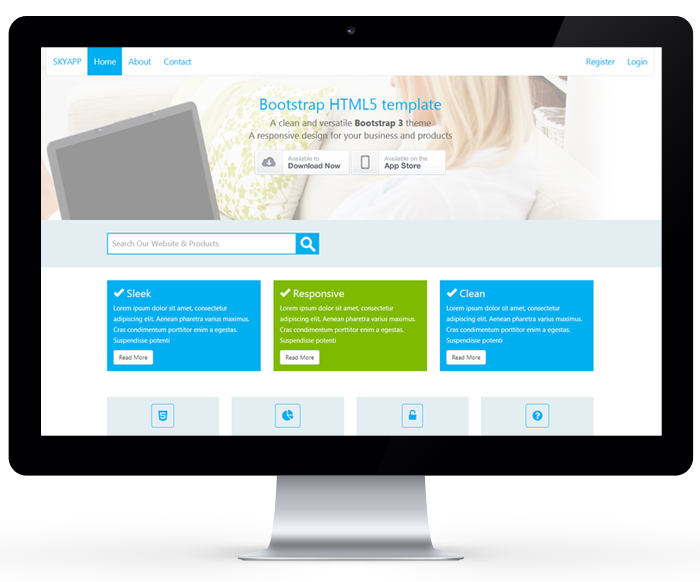 SKYAPP Home About Contact Register Login
Bootstrap HTML5 template
A clean and versatile Bootstrap 3 theme
A responsive design for your business and products
Available to
Download Now
Available on the
App Store
Search Our Website & Products
Sleek
Lorem ipsum dolor sit amet, consectetur
adipiscing elit. Aenean pharetra varius maximus.
Cras condimentum porttitor enim a egestas.
Suspendisse potenti
Read More
Responsive
Lorem ipsum dolor sit amet, consectetur
adipiscing elit. Aenean pharetra varius maximus.
Cras condimentum porttitor enim a egestas.
Suspendisse potenti
Read More
Clean
Lorem ipsum dolor sit amet, consectetur
adipiscing elit. Aenean pharetra varius maximus.
Cras condimentum porttitor enim a egestas.
Suspendisse potenti
Read More